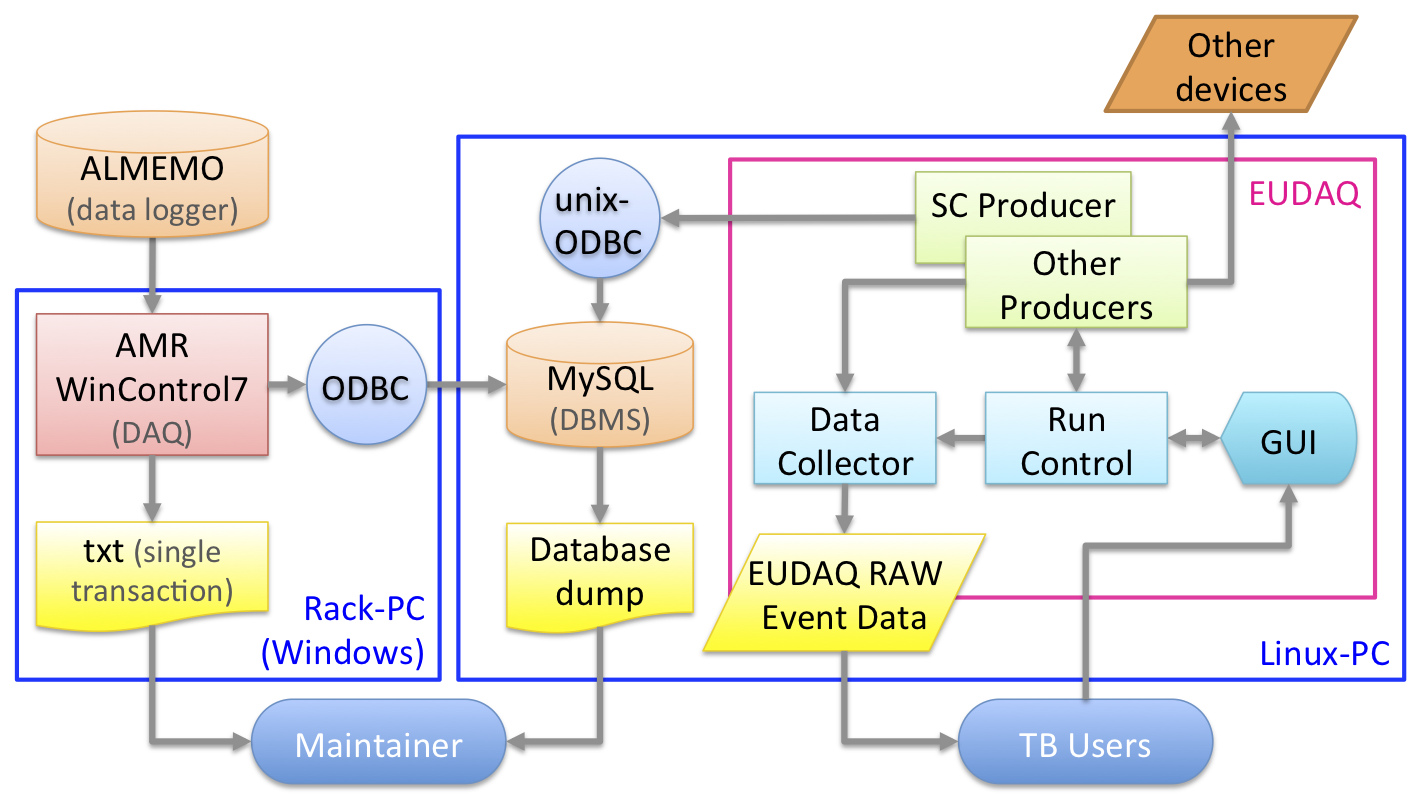 Other
devices
ALMEMO
(data logger)
unix-
ODBC
EUDAQ
SC Producer
Other
Producers
AMR
WinControl7
(DAQ)
ODBC
MySQL
(DBMS)
Data
Collector
Run
Control
GUI
txt (single
transaction)
Database
dump
EUDAQ RAW
Event Data
Rack-PC
(Windows)
Linux-PC
Maintainer
TB Users